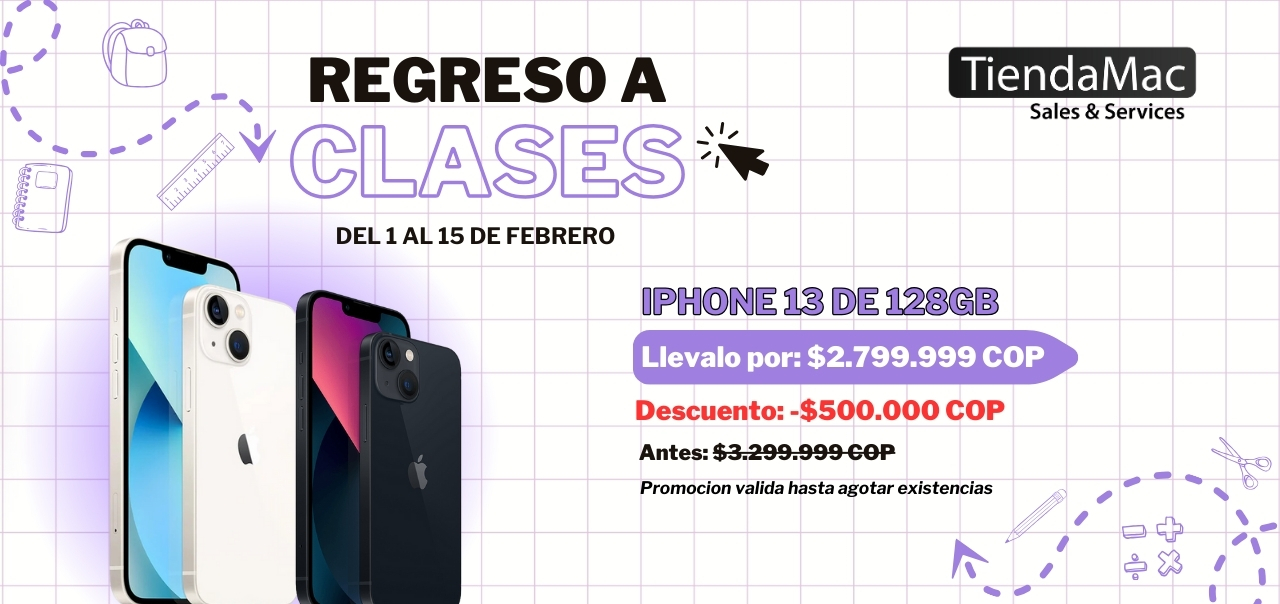 REGRESO A
CLASES
DEL 1 AL 15 DE FEBRERO
TiendaMac
Sales & Services
IPHONE 13 DE 128GB
Llevalo por: $2.799.999 COP
Descuento: -$500.000 COP
Antes: $3.299.999 COP
Promocion valida hasta agotar existencias